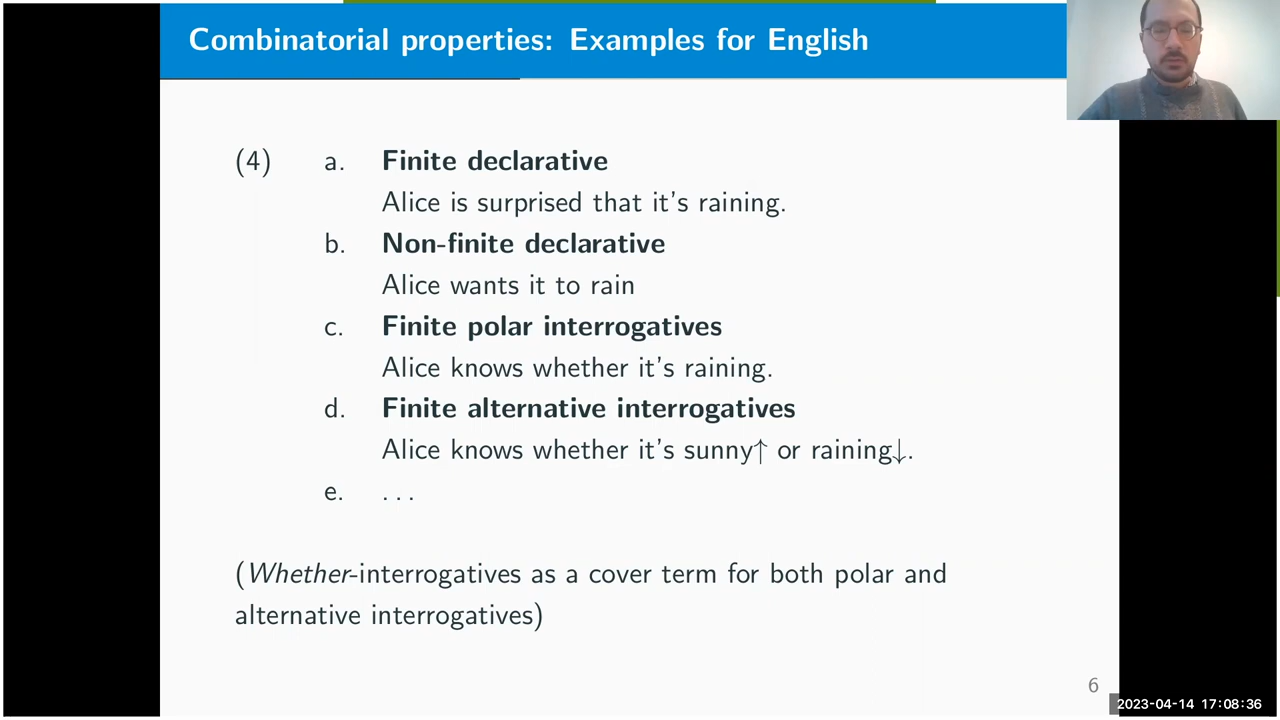 Combinatorial properties: Examples for English
(4) a. Finite declarative
Alice is surprised that it's raining.
b. Non-finite declarative
Alice wants it to rain
c. Finite polar interrogatives
Alice knows whether it's raining.
d. Finite alternative interrogatives
Alice knows whether it's sunny↑ or raining↓.
e. . . .
(Whether-interrogatives as a cover term for both polar and
alternative interrogatives)
6
2023-04-14 17:08:36